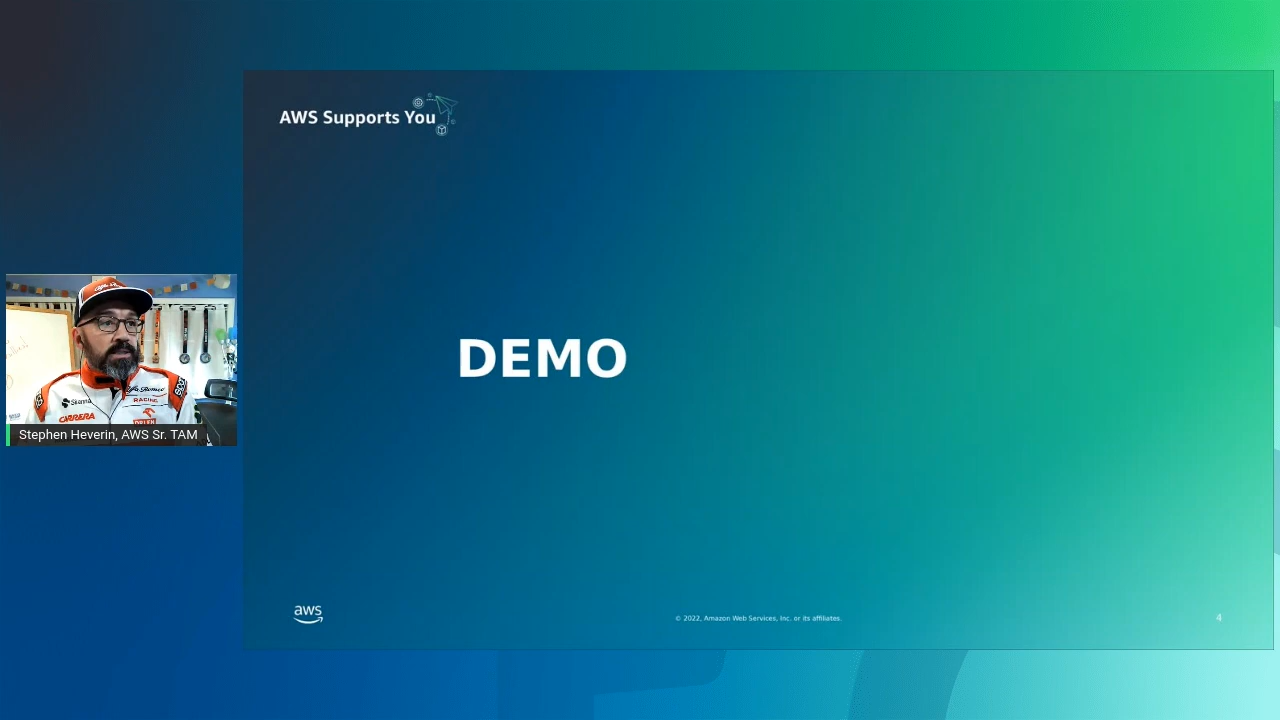 AWS Supports You
DEMO
CARRERA
RACING
ORLEN
Stephen Heverin, AWS Sr. TAM
aws
© 2022, Amazon Web Services, Inc. or its affiliates.
4